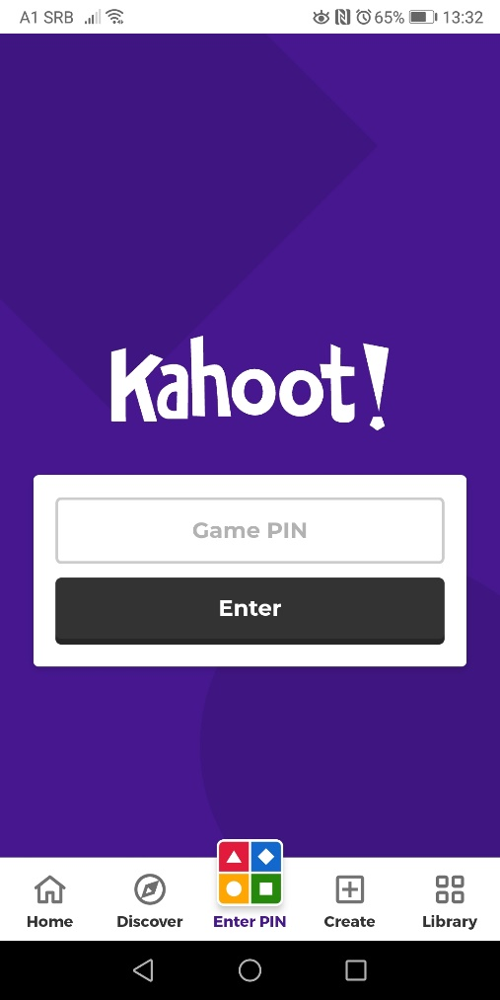 A1 SRB 65% 13:32
Kahoot!
Game PIN
Enter
Home Discover Enter PIN Create Library